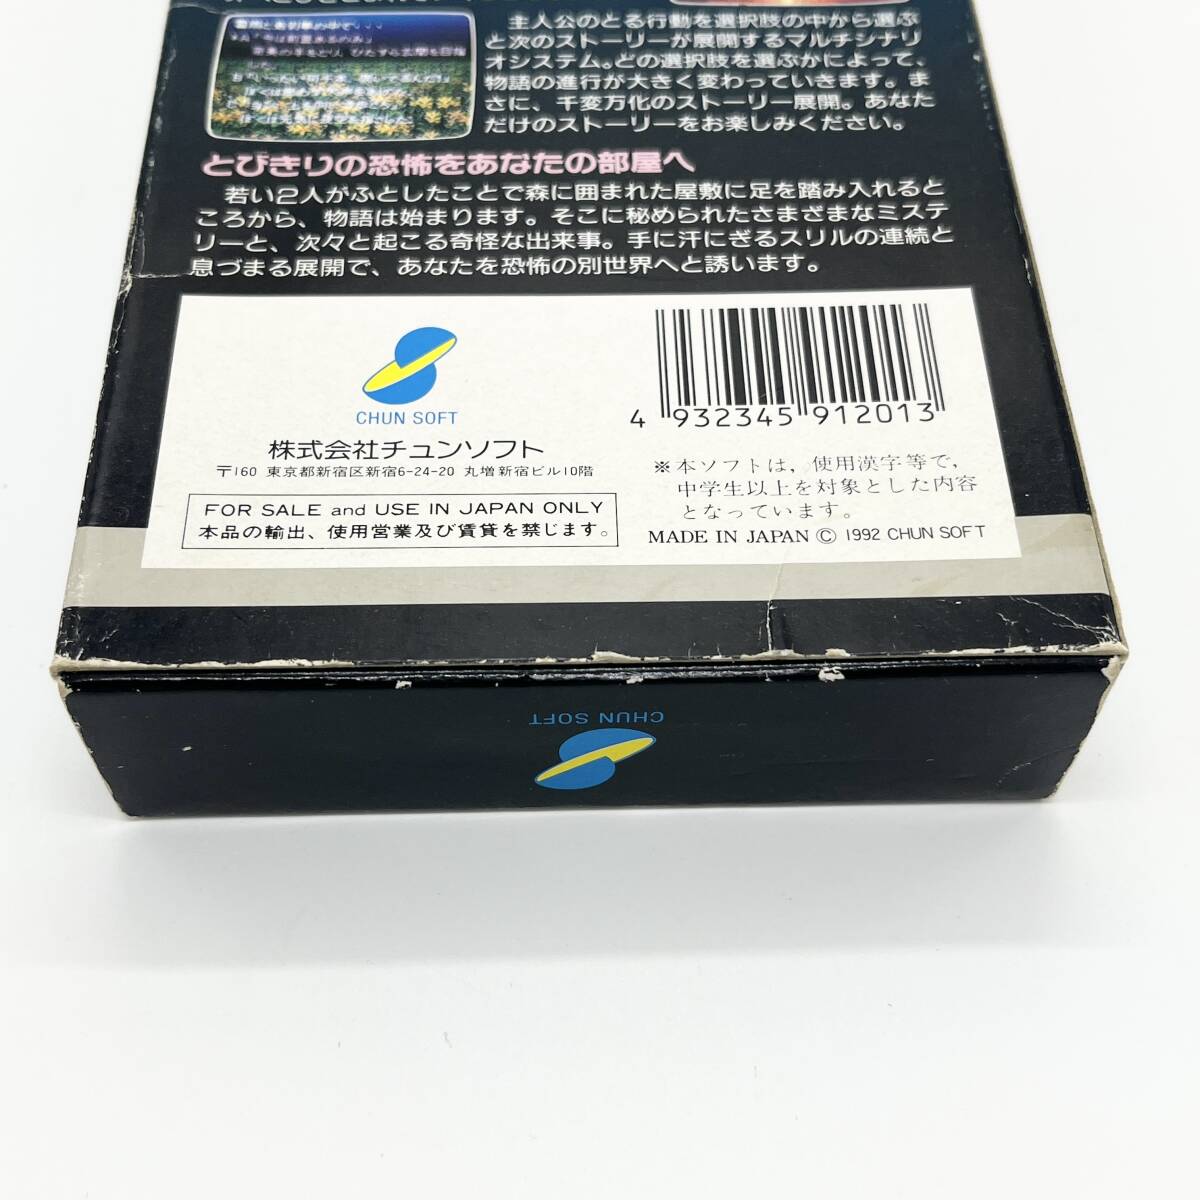 主人公のとる行動を選択肢の中から選ぶ
と次のストーリーが展開するマルチシナリ
オシステム。どの選択肢を選ぶかによって、
物語の進行が大きく変わっていきます。ま
さに、千変万化のストーリー展開。あなた
だけのストーリーをお楽しみください。
とびきりの恐怖をあなたの部屋へ
若い2人がふとしたことで森に囲まれた屋敷に足を踏み入れると
ころから、物語は始まります。そこに秘められたさまざまなミステ
リーと、次々と起こる奇怪な出来事。手に汗にぎるスリルの連続と
息づまる展開で、あなたを恐怖の別世界へと誘います。
CHUN SOFT
株式会社チュンソフト
〒160 東京都新宿区新宿6-24-20 丸増新宿ビル10階
FOR SALE and USE IN JAPAN ONLY
本品の輸出、使用営業及び賃貸を禁じます。
4 932345 912013
※本ソフトは，使用漢字等で，
中学生以上を対象とした内容
となっています。
MADE IN JAPAN © 1992 CHUN SOFT
CHUN SOFT